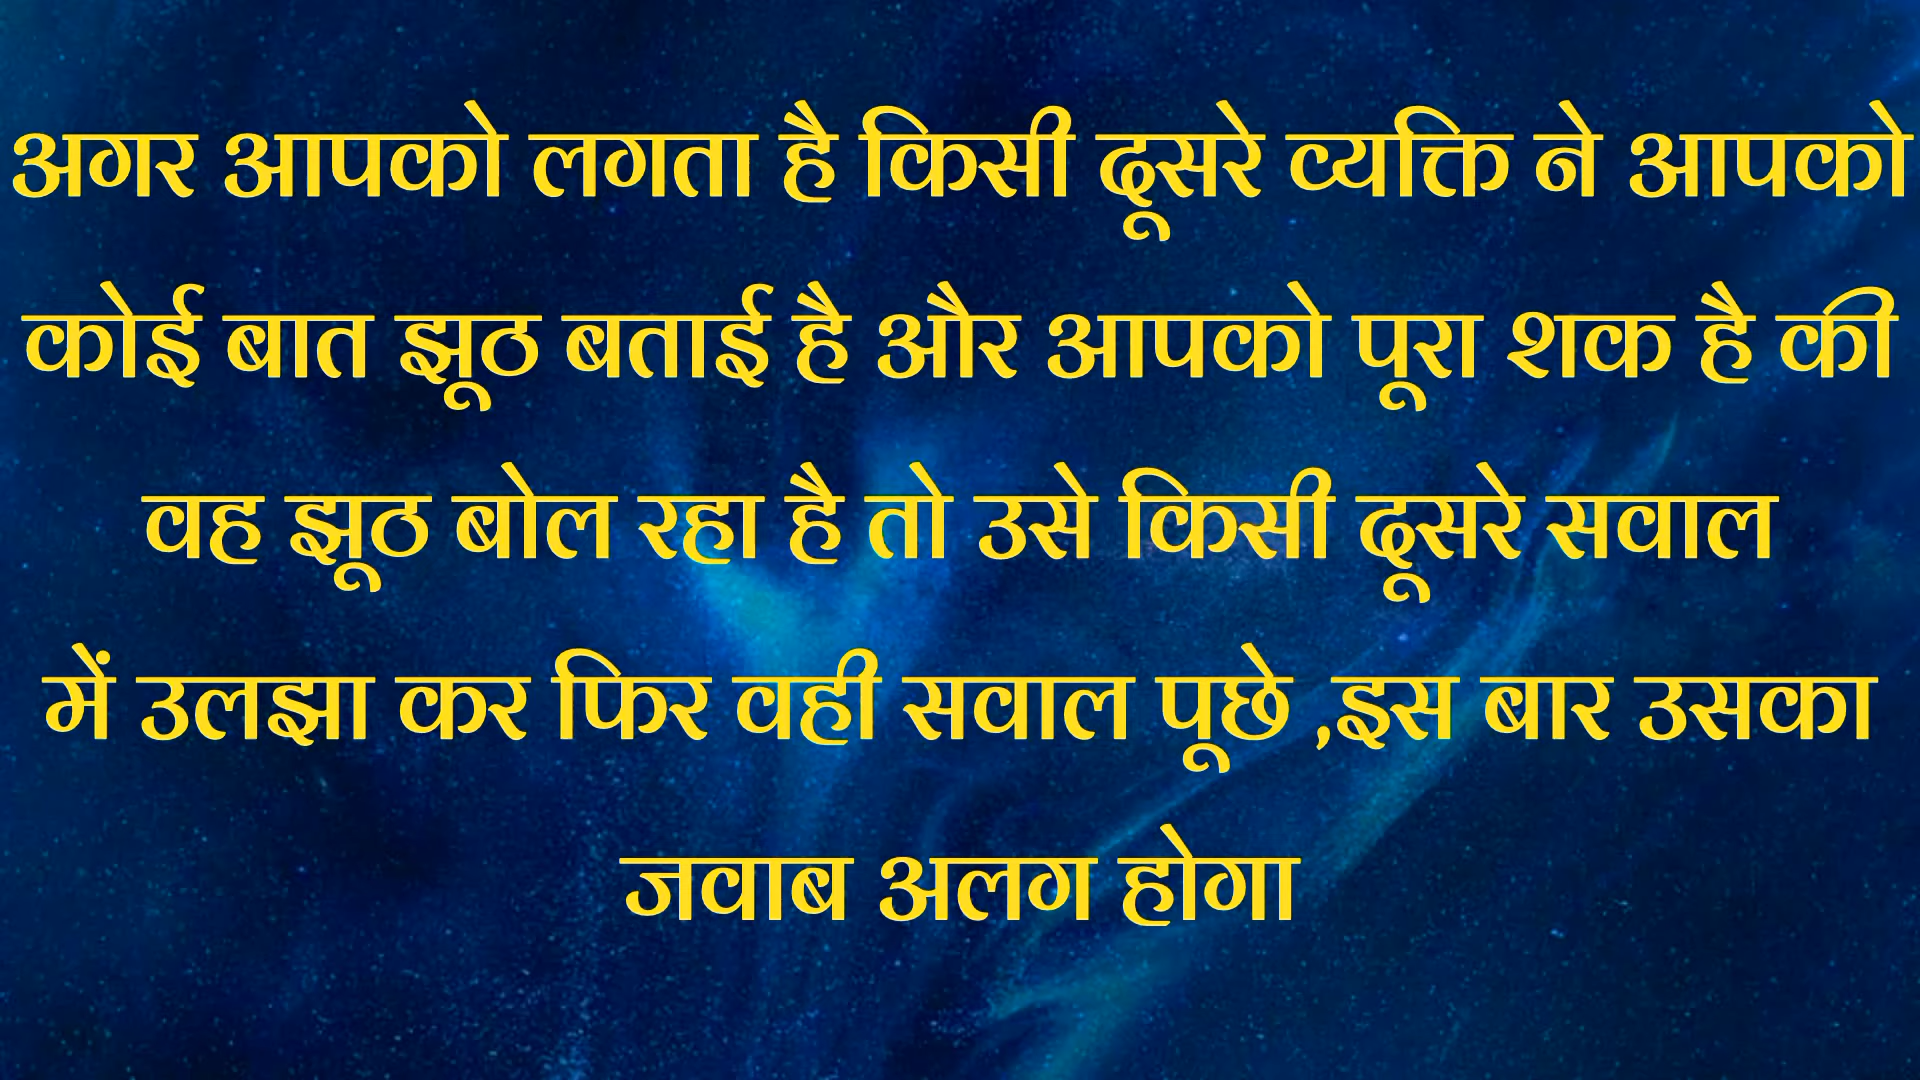 अगर आपको लगता है किसी दूसरे व्यक्ति ने आपको
कोई बात झूठ बताई है और आपको पूरा शक है की
वह झूठ बोल रहा है तो उसे किसी दूसरे सवाल
में उलझा कर फिर वही सवाल पूछे ,इस बार उसका
जवाब अलग होगा